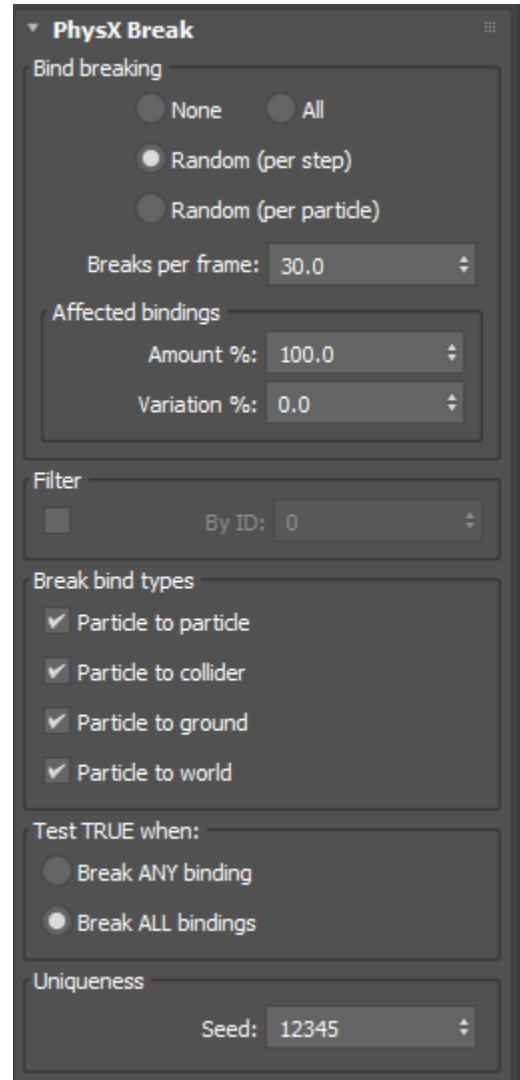 PhysX Break
Bind breaking
None All
Random (per step)
Random (per particle)
Breaks per frame: 30.0
Affected bindings
Amount %: 100.0
Variation %: 0.0
Filter
By ID: 0
Break bind types
Particle to particle
Particle to collider
Particle to ground
Particle to world
Test TRUE when:
Break ANY binding
Break ALL bindings
Uniqueness
Seed: 12345